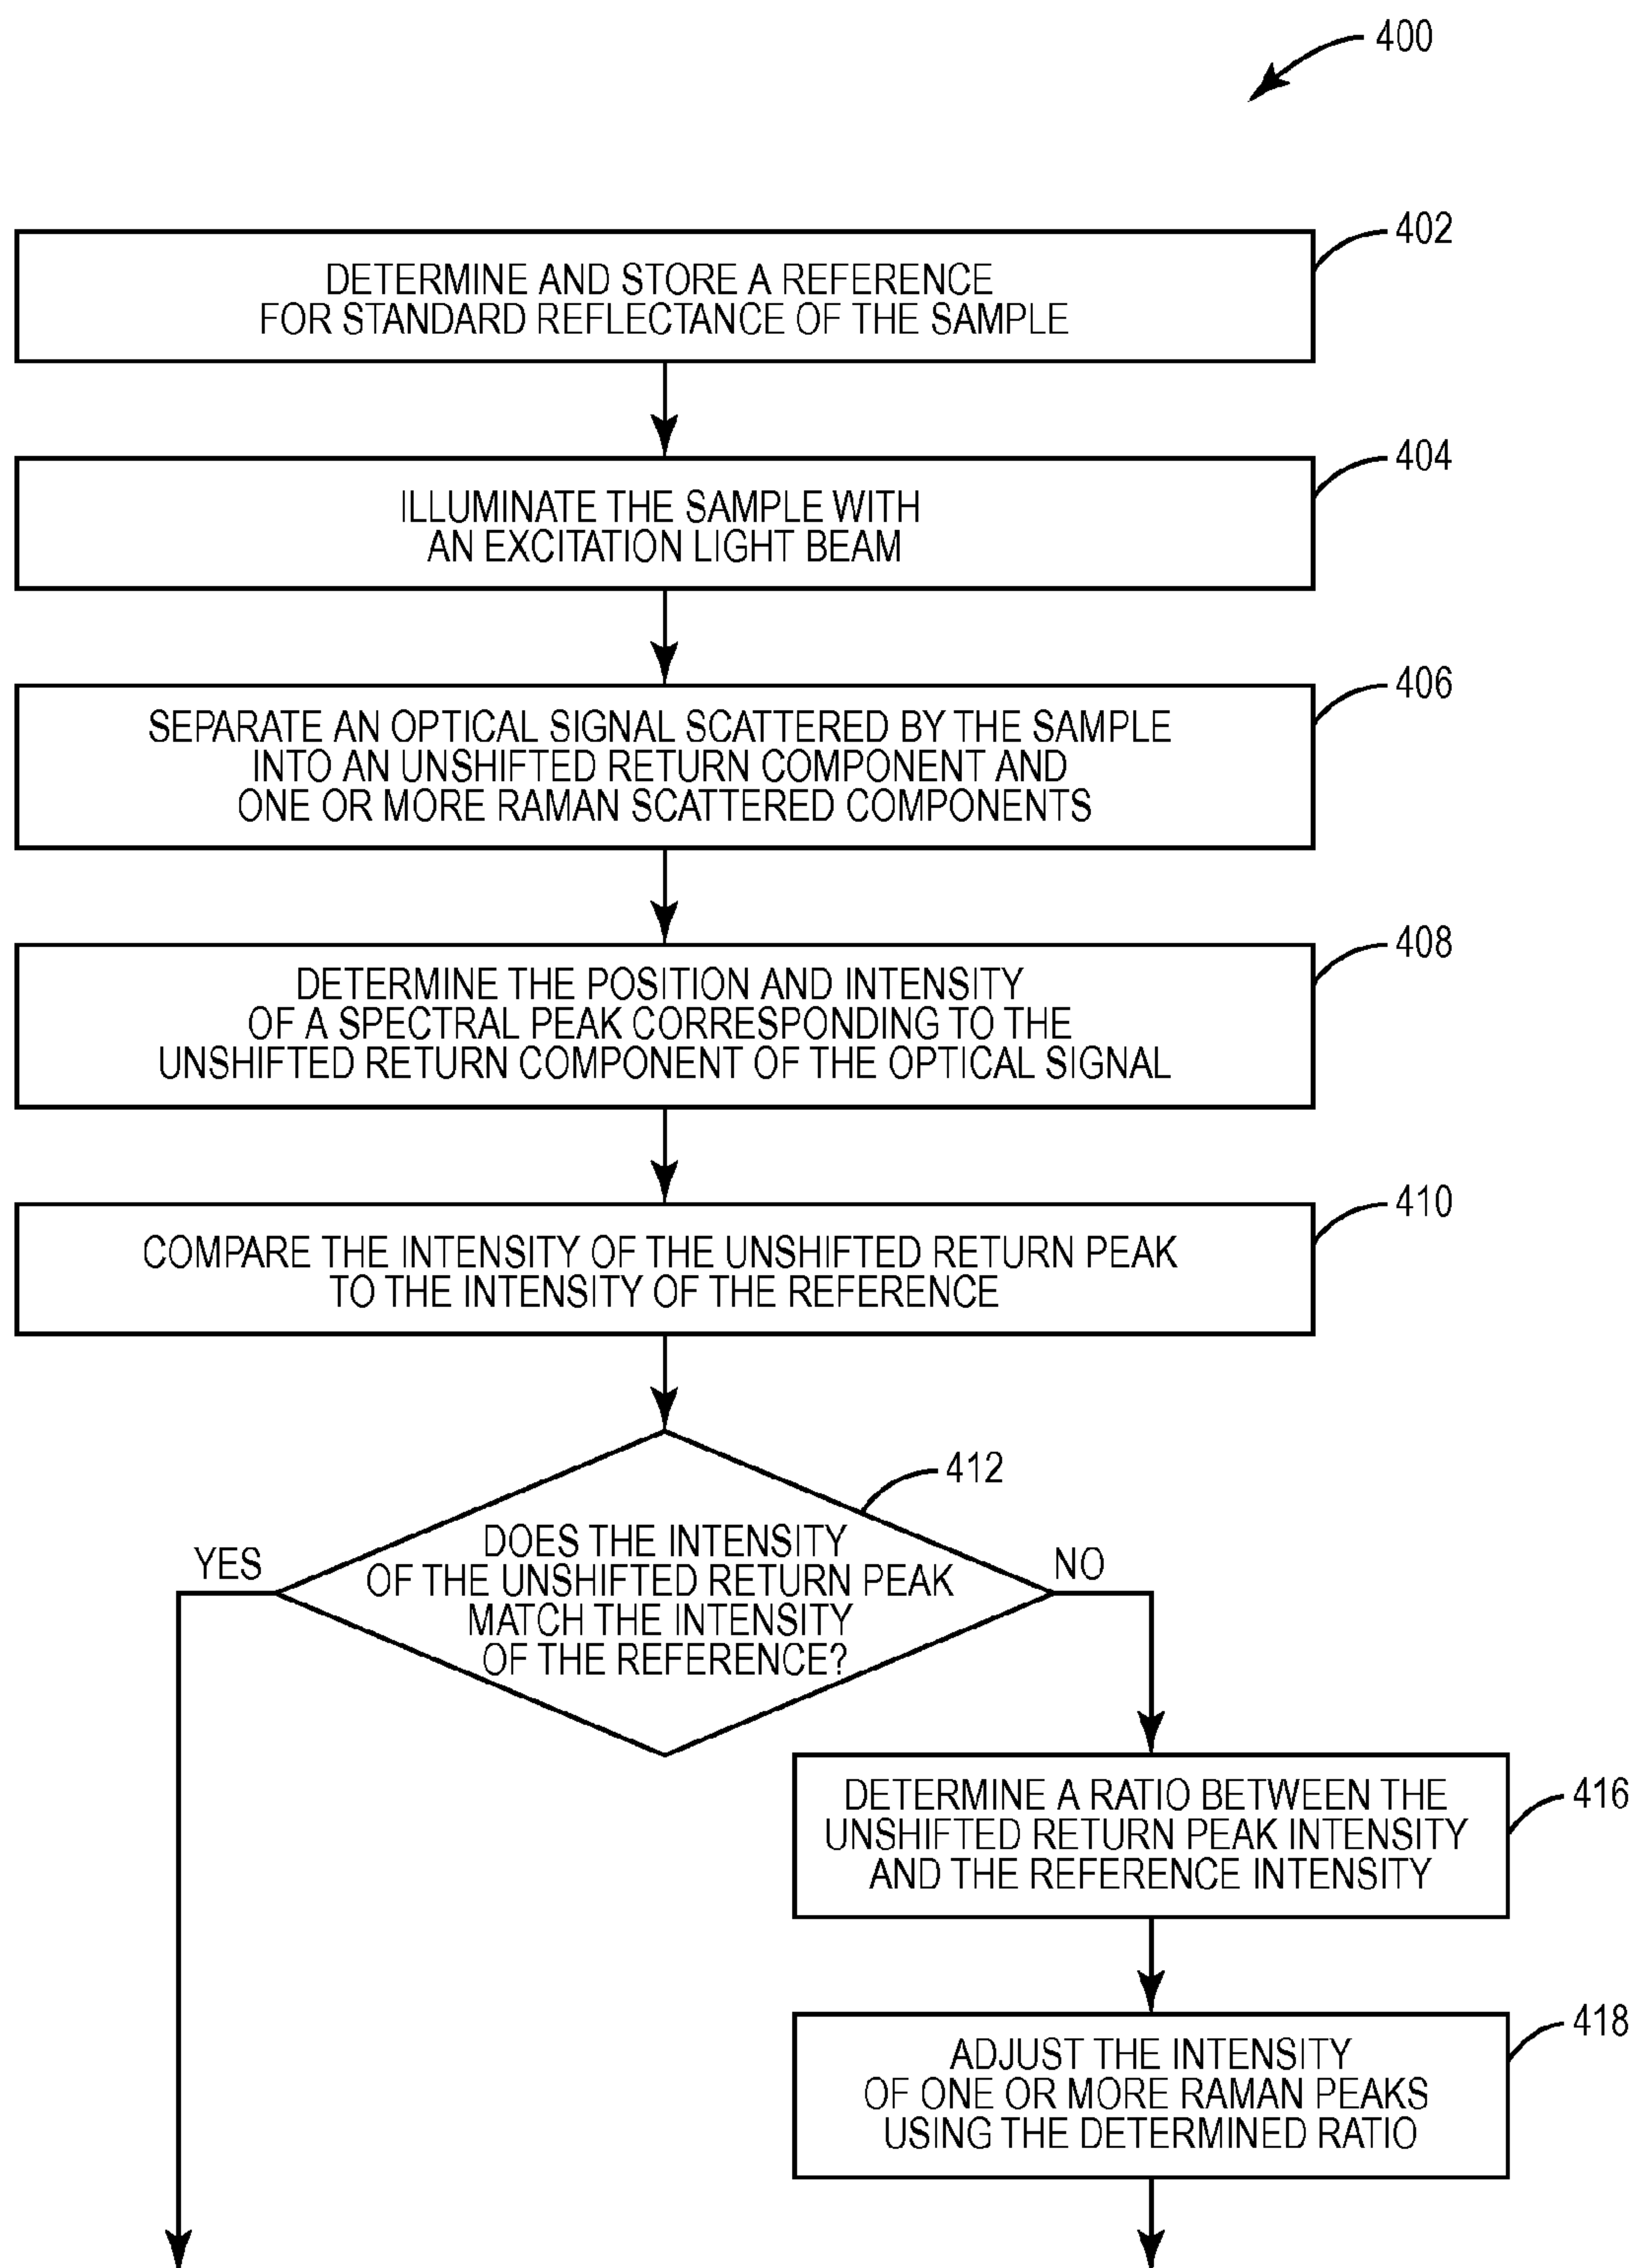 400
402
DETERMINE AND STORE A REFERENCE
FOR STANDARD REFLECTANCE OF THE SAMPLE
404
ILLUMINATE THE SAMPLE WITH
AN EXCITATION LIGHT BEAM
406
SEPARATE AN OPTICAL SIGNAL SCATTERED BY THE SAMPLE
INTO AN UNSHIFTED RETURN COMPONENT AND
ONE OR MORE RAMAN SCATTERED COMPONENTS
408
DETERMINE THE POSITION AND INTENSITY
OF A SPECTRAL PEAK CORRESPONDING TO THE
UNSHIFTED RETURN COMPONENT OF THE OPTICAL SIGNAL
410
COMPARE THE INTENSITY OF THE UNSHIFTED RETURN PEAK
TO THE INTENSITY OF THE REFERENCE
412
DOES THE INTENSITY
OF THE UNSHIFTED RETURN PEAK
MATCH THE INTENSITY
OF THE REFERENCE?
YES
NO
416
DETERMINE A RATIO BETWEEN THE
UNSHIFTED RETURN PEAK INTENSITY
AND THE REFERENCE INTENSITY
418
ADJUST THE INTENSITY
OF ONE OR MORE RAMAN PEAKS
USING THE DETERMINED RATIO